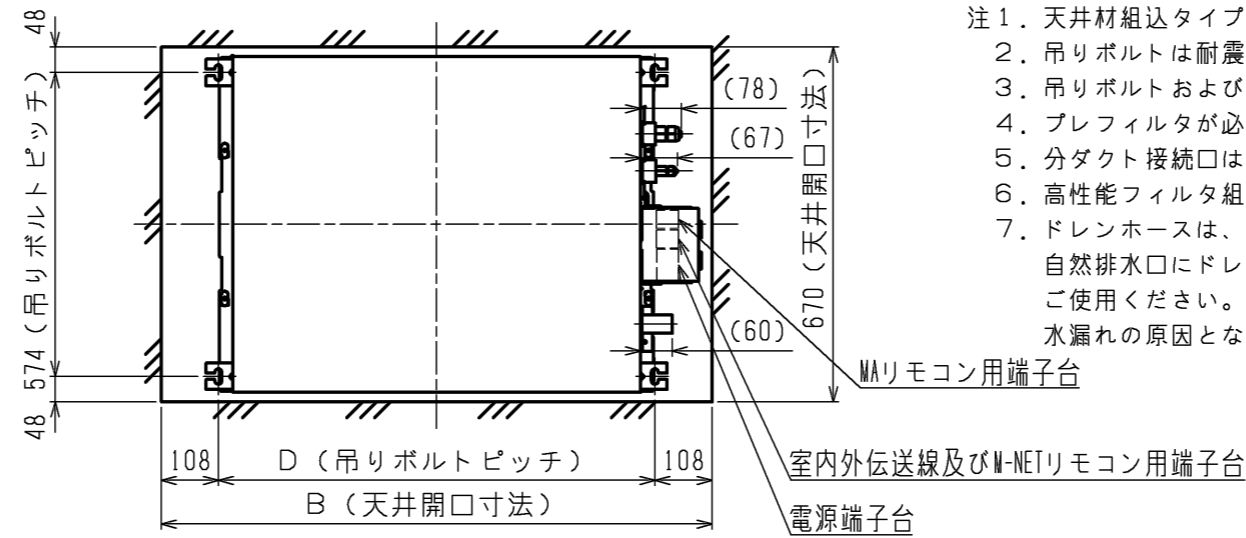 注1．天井材組込タイプ
2．吊りボルトは耐震
3．吊りボルトおよび
4．プレフィルタが必
5．分ダクト接続口は
6．高性能フィルタ組
7．ドレンホースは、
自然排水口にドレ
ご使用ください。
水漏れの原因とな
48
574（吊りボルトピッチ）
48
(78)
(67)
(60)
670（天井開口寸法）
MAリモコン用端子台
室内外伝送線及びM-NETリモコン用端子台
電源端子台
108
D（吊りボルトピッチ）
108
B（天井開口寸法）